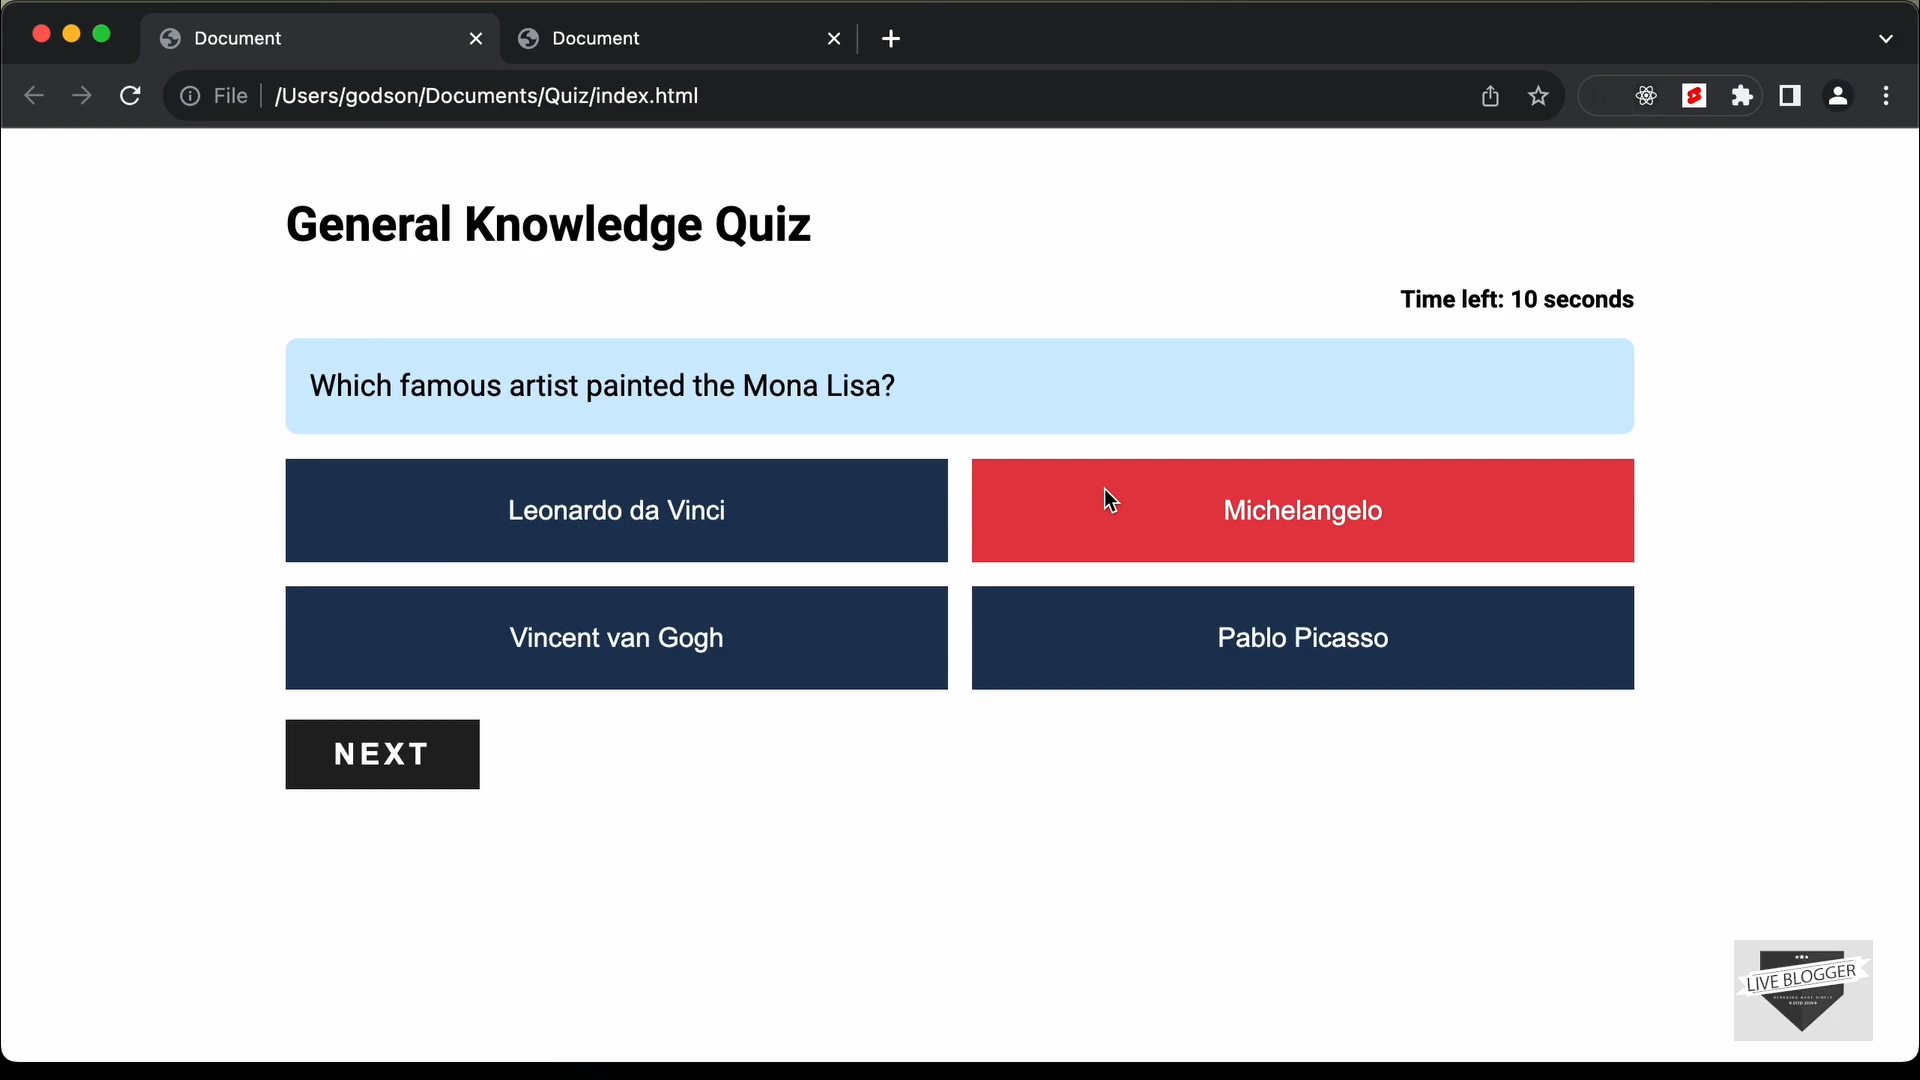 Document
Document
File
/Users/godson/Documents/Quiz/index.html
General Knowledge Quiz
Time left: 10 seconds
Which famous artist painted the Mona Lisa?
Leonardo da Vinci
Michelangelo
Vincent van Gogh
Pablo Picasso
NEXT
LIVE BLOGGER